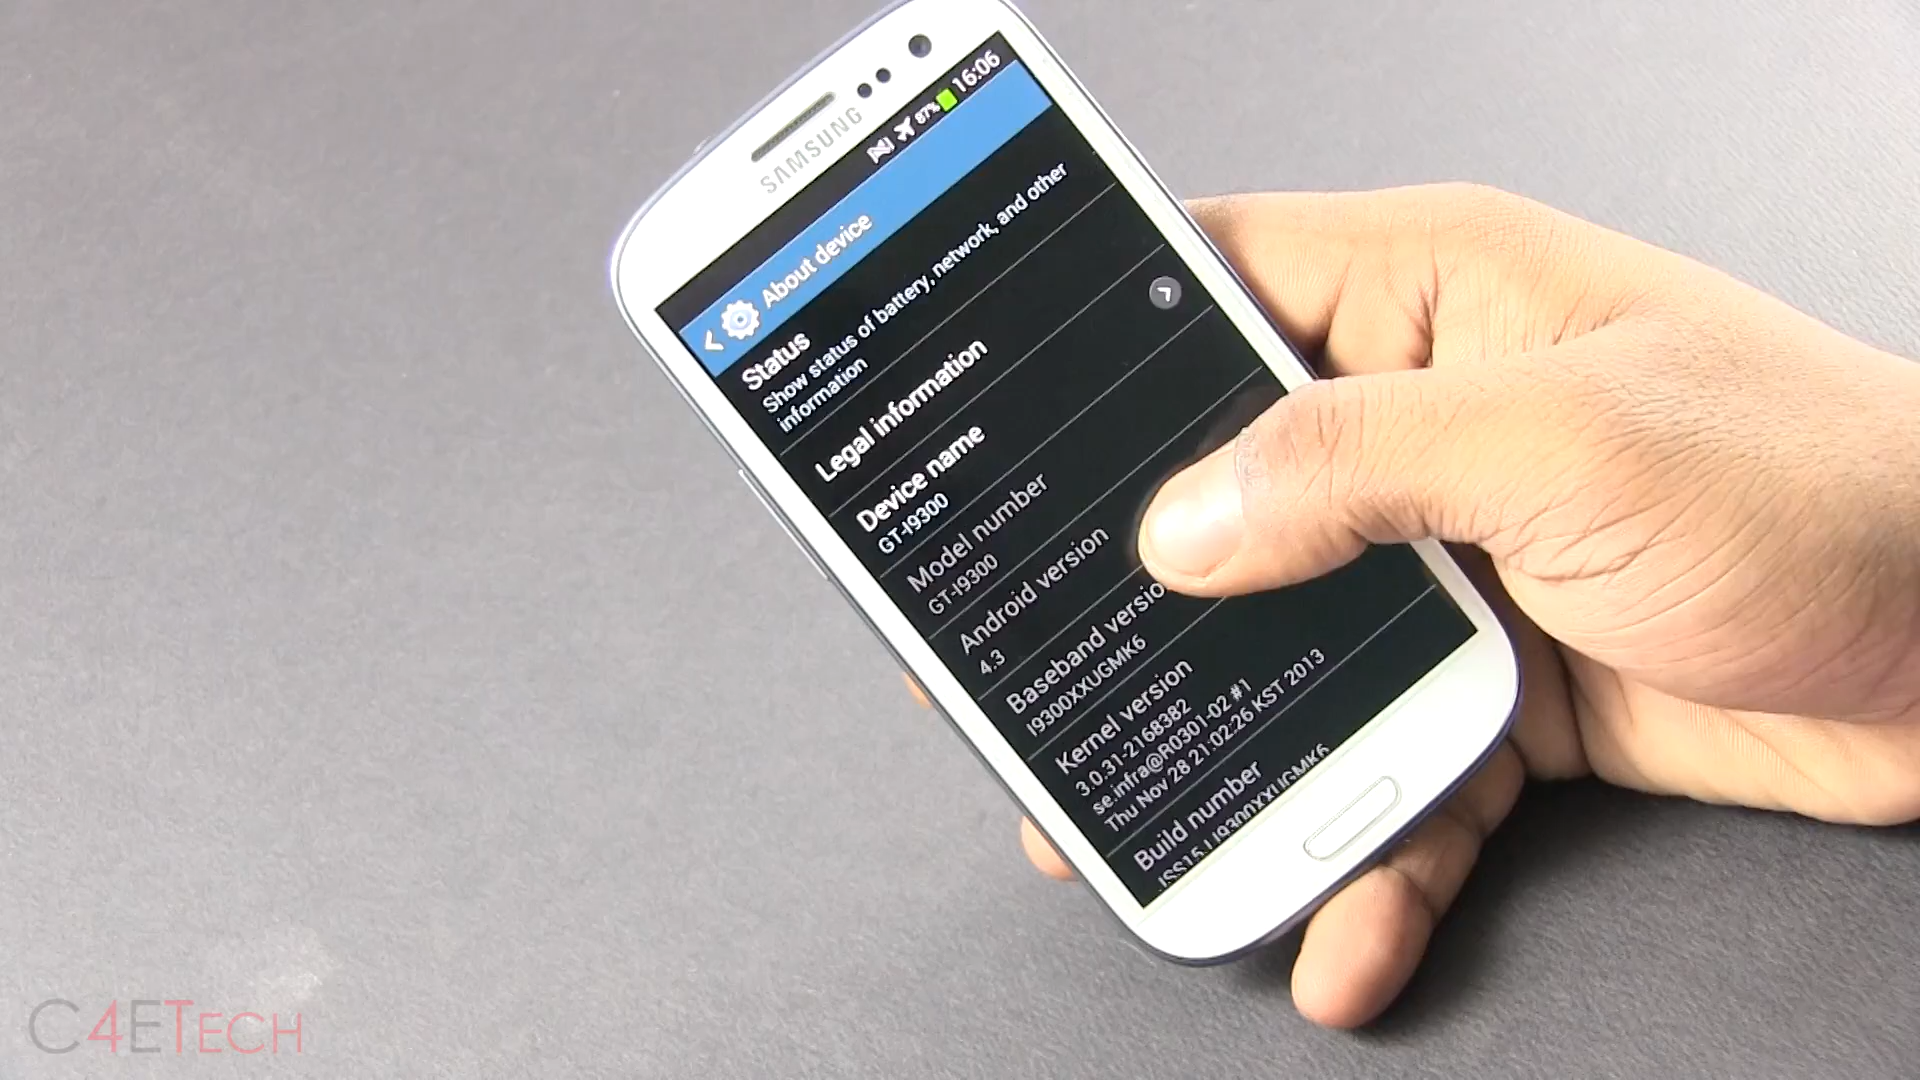 SAMSUNG
87% 16:06
About device
Status
Show status of battery, network, and other
information
Legal information
Device name
GT-I9300
Model number
GT-I9300
Android version
4.3
Baseband versio
I9300XXUGMK6
Kernel version
3.0.31-2168382
se.infra@R0301-02 #1
Thu Nov 28 21:02:26 KST 2013
Build number
JSS15J.I9300XXUGMK6
C4ETECH